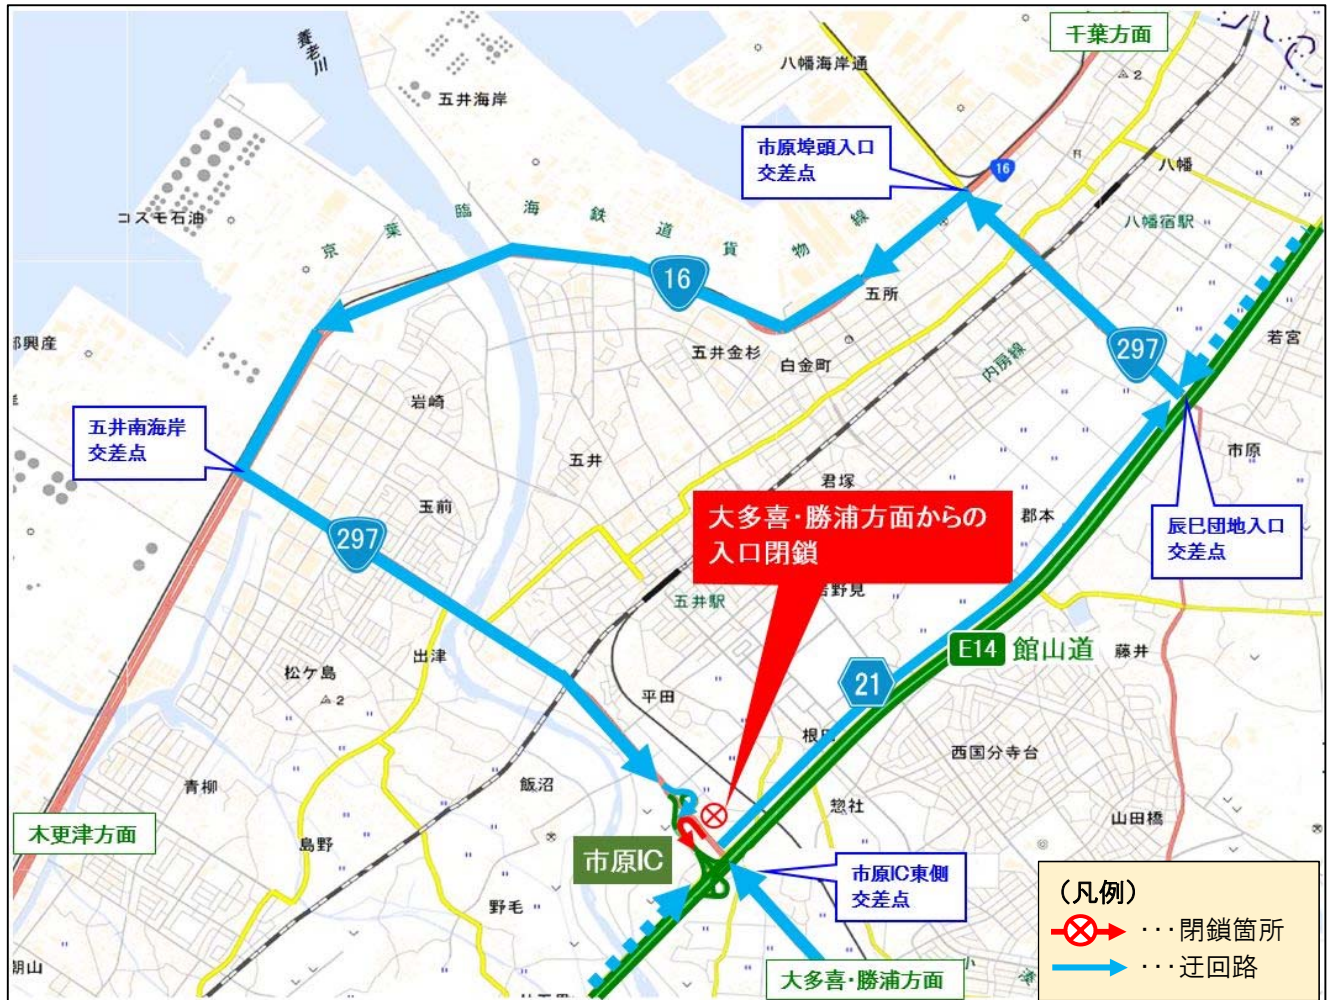 千葉方面
養老川
八幡海岸通
五井海岸
市原埠頭入口
交差点
16
八幡
八幡宿駅
コスモ石油
京葉臨海鉄道貨物線
16
五所
若宮
五井金杉
白金町
内房線
297
岩崎
五井南海岸
交差点
五井
市原
君塚
玉前
大多喜・勝浦方面からの
入口閉鎖
郡本
辰巳団地入口
交差点
297
五井駅
出津
E14 館山道
藤井
松ケ島
2
平田
21
西国分寺台
青柳
飯沼
惣社
山田橋
木更津方面
島野
市原IC
市原IC東側
交差点
(凡例)
・・・閉鎖箇所
・・・迂回路
野毛
大多喜・勝浦方面
小湊